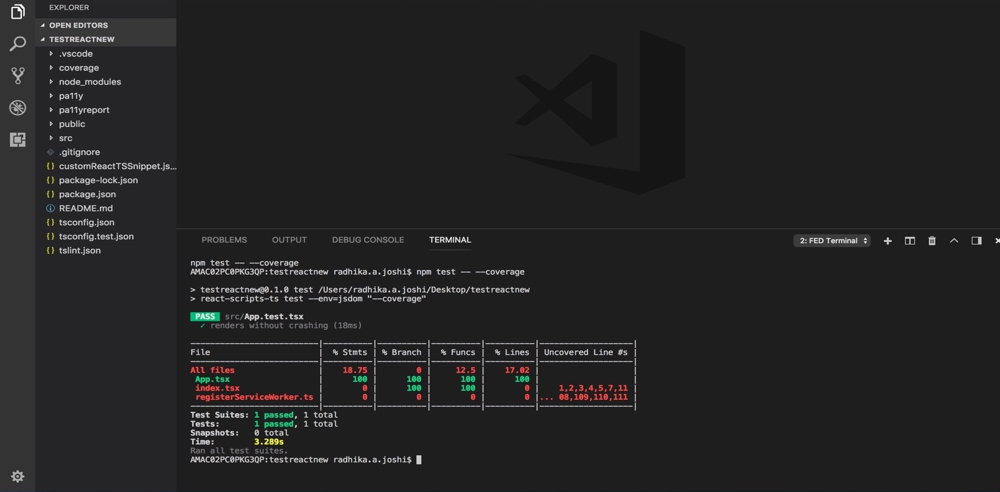 EXPLORER
OPEN EDITORS
TESTREACTNEW
.vscode
coverage
node_modules
pa11y
pa11yreport
public
src
.gitignore
customReactTSSnippet.js...
package-lock.json
package.json
README.md
tsconfig.json
tsconfig.test.json
tslint.json
PROBLEMS OUTPUT DEBUG CONSOLE TERMINAL 2: FED Terminal
npm test -- --coverage
AMAC02PC0PKG3QP:testreactnew radhika.a.joshi$ npm test -- --coverage
> testreactnew@0.1.0 test /Users/radhika.a.joshi/Desktop/testreactnew
> react-scripts-ts test --env=jsdom "--coverage"
PASS src/App.test.tsx
✓ renders without crashing (18ms)
--------------------------|----------|----------|----------|----------|-------------------|
File | % Stmts | % Branch | % Funcs | % Lines | Uncovered Line #s |
--------------------------|----------|----------|----------|----------|-------------------|
All files | 18.75 | 0 | 12.5 | 17.02 | |
App.tsx | 100 | 100 | 100 | 100 | |
index.tsx | 0 | 100 | 100 | 0 | 1,2,3,4,5,7,11 |
registerServiceWorker.ts | 0 | 0 | 0 | 0 |... 08,109,110,111 |
--------------------------|----------|----------|----------|----------|-------------------|
Test Suites: 1 passed, 1 total
Tests: 1 passed, 1 total
Snapshots: 0 total
Time: 3.289s
Ran all test suites.
AMAC02PC0PKG3QP:testreactnew radhika.a.joshi$